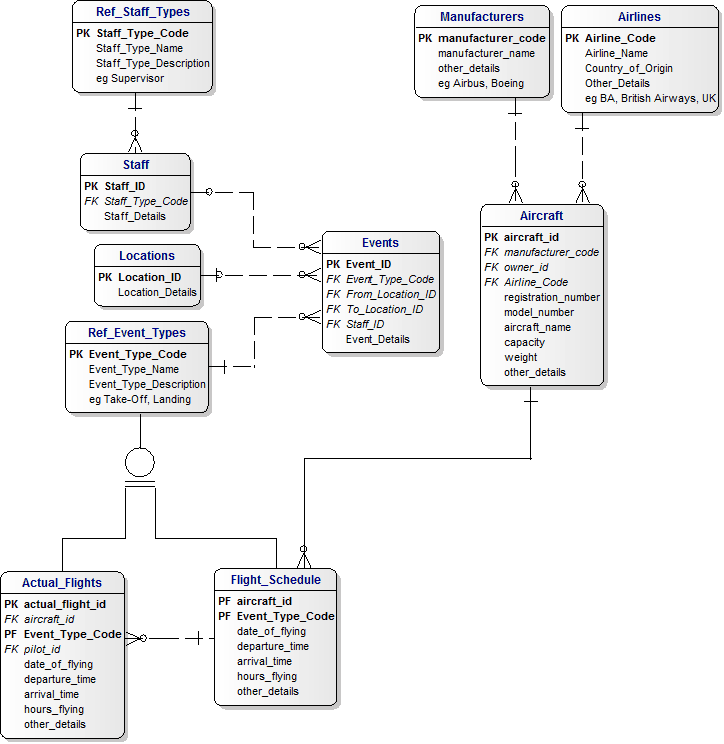 Ref_Staff_Types
PK Staff_Type_Code
Staff_Type_Name
Staff_Type_Description
eg Supervisor
Manufacturers
PK manufacturer_code
manufacturer_name
other_details
eg Airbus, Boeing
Airlines
PK Airline_Code
Airline_Name
Country_of_Origin
Other_Details
eg BA, British Airways, UK
Staff
PK Staff_ID
FK Staff_Type_Code
Staff_Details
Aircraft
PK aircraft_id
FK manufacturer_code
FK owner_id
FK Airline_Code
registration_number
model_number
aircraft_name
capacity
weight
other_details
Locations
PK Location_ID
Location_Details
Events
PK Event_ID
FK Event_Type_Code
FK From_Location_ID
FK To_Location_ID
FK Staff_ID
Event_Details
Ref_Event_Types
PK Event_Type_Code
Event_Type_Name
Event_Type_Description
eg Take-Off, Landing
Actual_Flights
PK actual_flight_id
FK aircraft_id
PF Event_Type_Code
FK pilot_id
date_of_flying
departure_time
arrival_time
hours_flying
other_details
Flight_Schedule
PF aircraft_id
PF Event_Type_Code
date_of_flying
departure_time
arrival_time
hours_flying
other_details